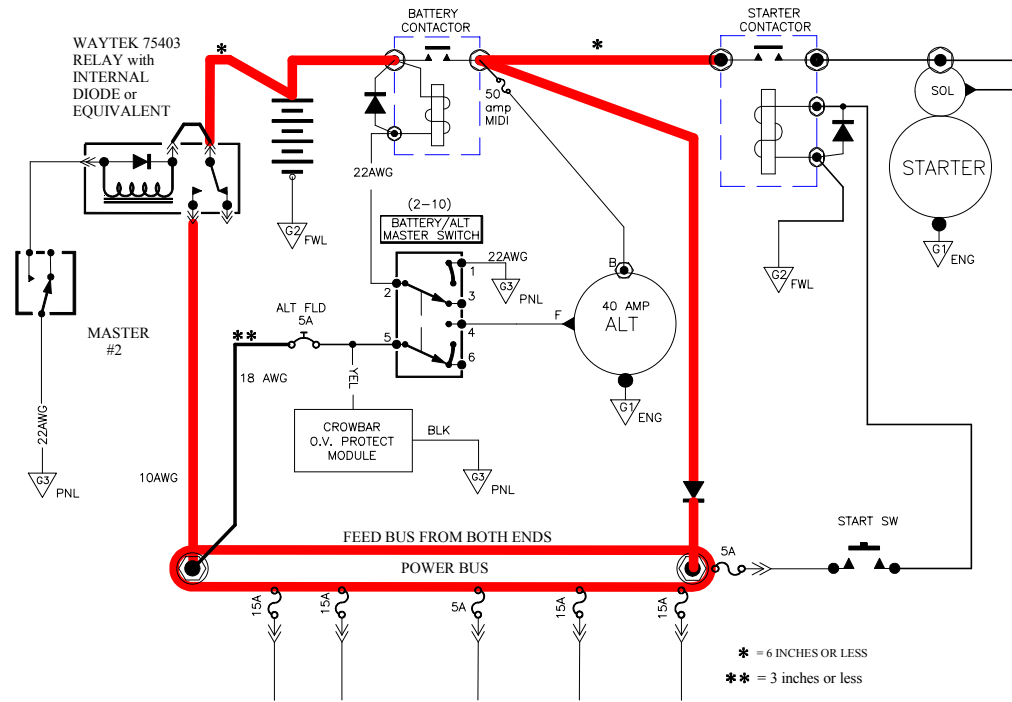 BATTERY
CONTACTOR
STARTER
CONTACTOR
WAYTEK 75403
RELAY with
INTERNAL
DIODE or
EQUIVALENT
*
*
50
amp
MIDI
SOL
STARTER
22AWG
G2
FWL
(2-10)
BATTERY/ALT
MASTER SWITCH
G1
ENG
G2
FWL
22AWG
G3
PNL
1
2
3
4
5
6
B
F
40 AMP
ALT
ALT FLD
5A
MASTER
#2
**
18 AWG
YEL
G1
ENG
22AWG
CROWBAR
O.V. PROTECT
MODULE
BLK
G3
PNL
G3
PNL
10AWG
START SW
FEED BUS FROM BOTH ENDS
POWER BUS
5A
15A
15A
5A
15A
15A
* = 6 INCHES OR LESS
** = 3 inches or less